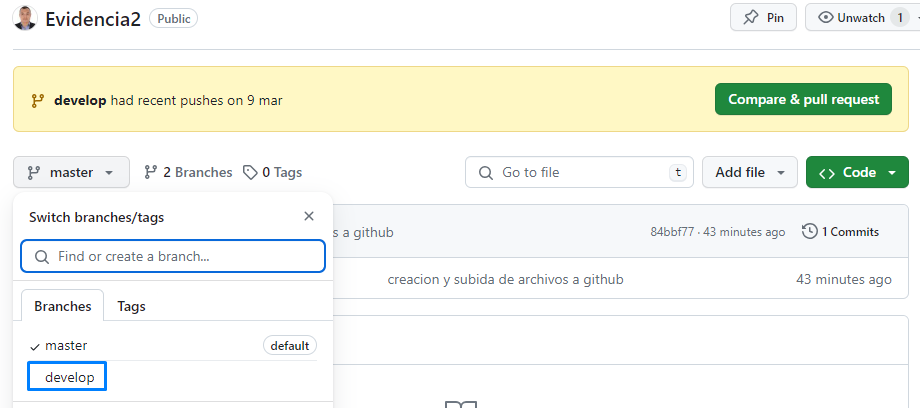 Evidencia2 Public Pin Unwatch 1
develop had recent pushes on 9 mar Compare & pull request
master 2 Branches 0 Tags Go to file t Add file Code
Switch branches/tags
s a github 84bbf77 · 43 minutes ago 1 Commits
Find or create a branch...
creacion y subida de archivos a github 43 minutes ago
Branches Tags
master default
develop